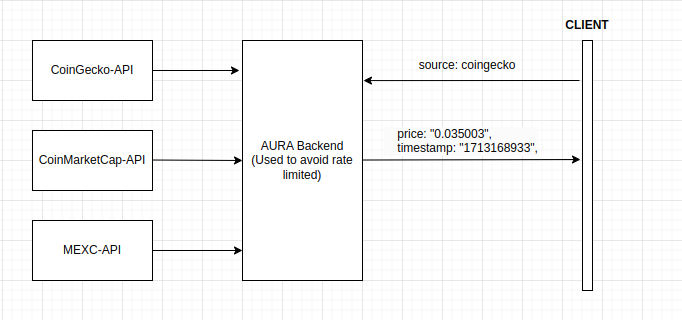 CLIENT
CoinGecko-API
source: coingecko
CoinMarketCap-API
AURA Backend
(Used to avoid rate
limited)
price: "0.035003",
timestamp: "1713168933",
MEXC-API